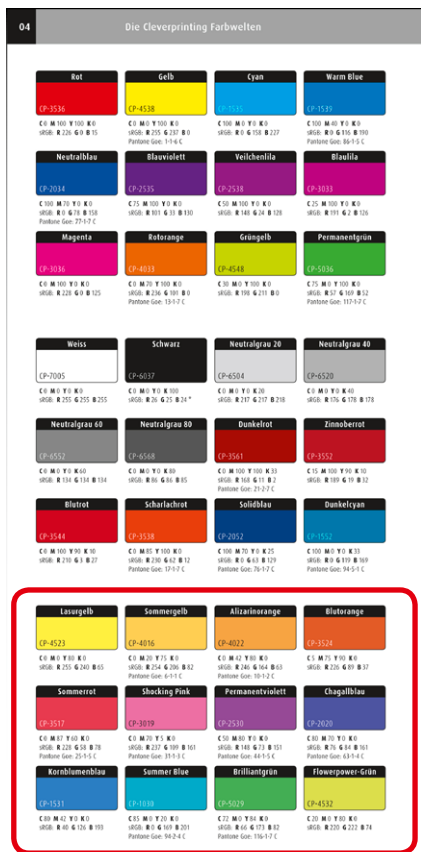 04 Die Cleverprinting Farbwelten
Rot Gelb Cyan Warm Blue
CP-3536 CP-4538 CP-1535 CP-1539
C 0 M 100 Y 100 K 0 C 0 M 0 Y 100 K 0 C 100 M 0 Y 0 K 0 C 100 M 40 Y 0 K 0
sRGB: R 226 G 0 B 15 sRGB: R 255 G 237 B 0 sRGB: R 0 G 158 B 227 sRGB: R 0 G 116 B 190
Pantone Goe: 1-1-6 C Pantone Goe: 86-1-5 C
Neutralblau Blauviolett Veilchenlila Blaulila
CP-2034 CP-2535 CP-2538 CP-3033
C 100 M 70 Y 0 K 0 C 75 M 100 Y 0 K 0 C 50 M 100 Y 0 K 0 C 25 M 100 Y 0 K 0
sRGB: R 0 G 78 B 158 sRGB: R 101 G 33 B 130 sRGB: R 148 G 24 B 128 sRGB: R 191 G 2 B 126
Pantone Goe: 77-1-7 C
Magenta Rotorange Grüngelb Permanentgrün
CP-3036 CP-4033 CP-4548 CP-5036
C 0 M 100 Y 0 K 0 C 0 M 70 Y 100 K 0 C 30 M 0 Y 100 K 0 C 75 M 0 Y 100 K 0
sRGB: R 228 G 0 B 125 sRGB: R 236 G 101 B 0 sRGB: R 198 G 211 B 0 sRGB: R 57 G 169 B 52
Pantone Goe: 13-1-7 C Pantone Goe: 117-1-7 C
Weiss Schwarz Neutralgrau 20 Neutralgrau 40
CP-7005 CP-6037 CP-6504 CP-6520
C 0 M 0 Y 0 K 0 C 0 M 0 Y 0 K 100 C 0 M 0 Y 0 K 20 C 0 M 0 Y 0 K 40
sRGB: R 255 G 255 B 255 sRGB: R 26 G 25 B 24 * sRGB: R 217 G 217 B 218 sRGB: R 176 G 178 B 178
Neutralgrau 60 Neutralgrau 80 Dunkelrot Zinnoberrot
CP-6552 CP-6568 CP-3561 CP-3552
C 0 M 0 Y 0 K 60 C 0 M 0 Y 0 K 80 C 0 M 100 Y 100 K 33 C 15 M 100 Y 90 K 10
sRGB: R 134 G 134 B 134 sRGB: R 86 G 86 B 85 sRGB: R 168 G 11 B 2 sRGB: R 189 G 19 B 32
Pantone Goe: 21-2-7 C
Blutrot Scharlachrot Solidblau Dunkelcyan
CP-3544 CP-3538 CP-2052 CP-1552
C 0 M 100 Y 90 K 10 C 0 M 85 Y 100 K 0 C 100 M 70 Y 0 K 25 C 100 M 0 Y 0 K 33
sRGB: R 210 G 3 B 27 sRGB: R 230 G 62 B 12 sRGB: R 0 G 63 B 129 sRGB: R 0 G 119 B 169
Pantone Goe: 17-1-7 C Pantone Goe: 76-1-7 C Pantone Goe: 94-5-1 C
Lasurgelb Sommergelb Alizarinorange Blutorange
CP-4523 CP-4016 CP-4022 CP-3524
C 0 M 0 Y 80 K 0 C 0 M 20 Y 75 K 0 C 0 M 42 Y 80 K 0 C 5 M 75 Y 90 K 0
sRGB: R 255 G 240 B 65 sRGB: R 254 G 206 B 82 sRGB: R 246 G 164 B 63 sRGB: R 226 G 89 B 37
Pantone Goe: 6-1-1 C Pantone Goe: 10-1-2 C
Sommerrot Shocking Pink Permanentviolett Chagallblau
CP-3517 CP-3019 CP-2530 CP-2020
C 0 M 87 Y 60 K 0 C 0 M 70 Y 5 K 0 C 50 M 80 Y 0 K 0 C 80 M 70 Y 0 K 0
sRGB: R 228 G 58 B 78 sRGB: R 237 G 109 B 161 sRGB: R 148 G 73 B 151 sRGB: R 76 G 84 B 161
Pantone Goe: 25-1-5 C Pantone Goe: 31-1-3 C Pantone Goe: 44-1-5 C Pantone Goe: 63-1-4 C
Kornblumenblau Summer Blue Brilliantgrün Flowerpower-Grün
CP-1531 CP-1030 CP-5029 CP-4532
C 80 M 42 Y 0 K 0 C 85 M 0 Y 20 K 0 C 72 M 0 Y 84 K 0 C 20 M 0 Y 80 K 0
sRGB: R 40 G 126 B 193 sRGB: R 0 G 169 B 201 sRGB: R 66 G 173 B 82 sRGB: R 220 G 222 B 74
Pantone Goe: 94-2-4 C Pantone Goe: 116-1-7 C